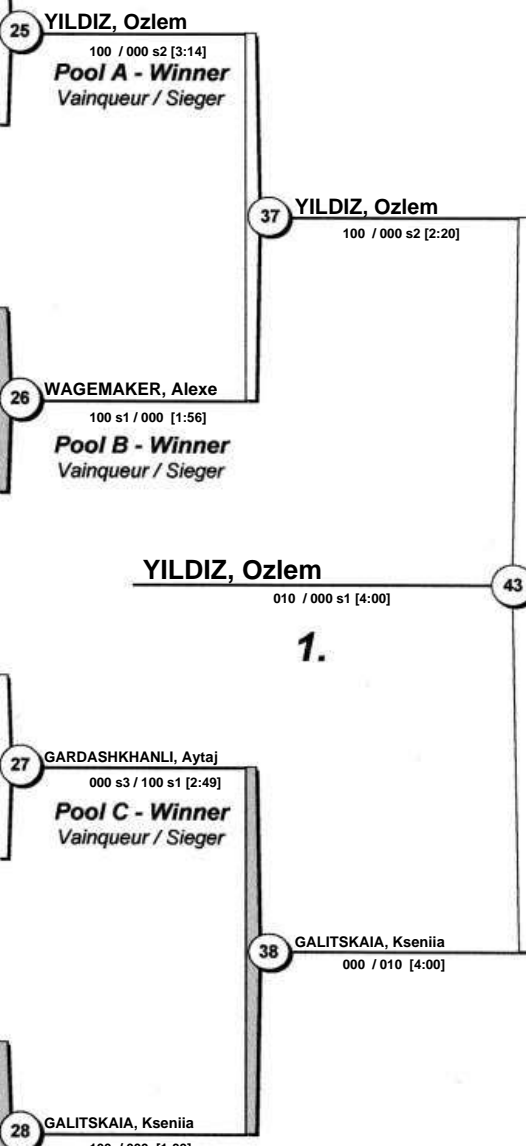 25
YILDIZ, Ozlem
100 / 000 s2 [3:14]
Pool A - Winner
Vainqueur / Sieger
37
YILDIZ, Ozlem
100 / 000 s2 [2:20]
26
WAGEMAKER, Alexe
100 s1 / 000 [1:56]
Pool B - Winner
Vainqueur / Sieger
YILDIZ, Ozlem
43
010 / 000 s1 [4:00]
1.
27
GARDASHKHANLI, Aytaj
000 s3 / 100 s1 [2:49]
Pool C - Winner
Vainqueur / Sieger
38
GALITSKAIA, Kseniia
000 / 010 [4:00]
28
GALITSKAIA, Kseniia